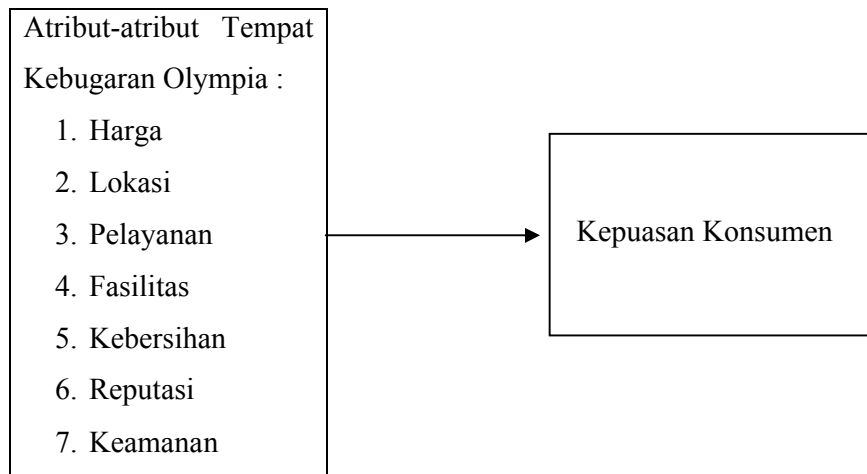 Atribut-atribut Tempat
Kebugaran Olympia :
1. Harga
2. Lokasi
3. Pelayanan
4. Fasilitas
5. Kebersihan
6. Reputasi
7. Keamanan
Kepuasan Konsumen